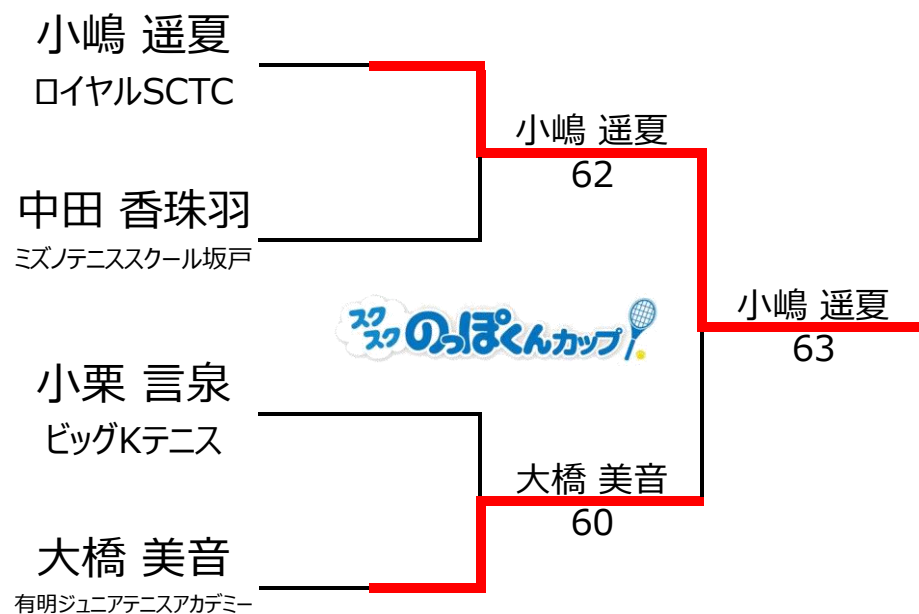 小嶋 遥夏
ロイヤルSCTC
小嶋 遥夏
62
中田 香珠羽
ミズノテニススクール坂戸
小嶋 遥夏
63
スク
スク のっぽくんカップ
小栗 言泉
ビッグKテニス
大橋 美音
60
大橋 美音
有明ジュニアテニスアカデミー